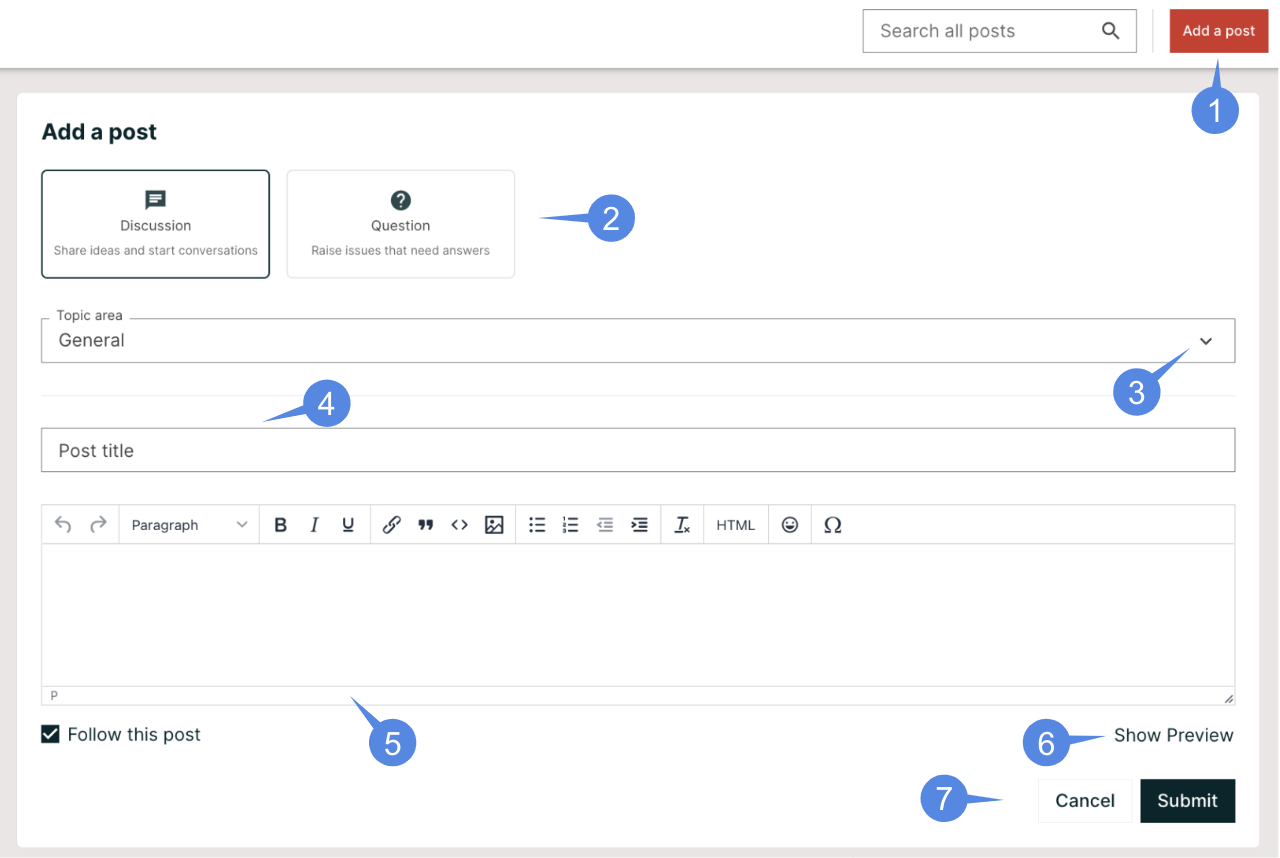 Search all posts
Add a post
1
Add a post
Discussion
Share ideas and start conversations
Question
Raise issues that need answers
2
Topic area
General
3
4
Post title
Paragraph
B I U
HTML
Ω
P
Follow this post
5
6
Show Preview
7
Cancel
Submit